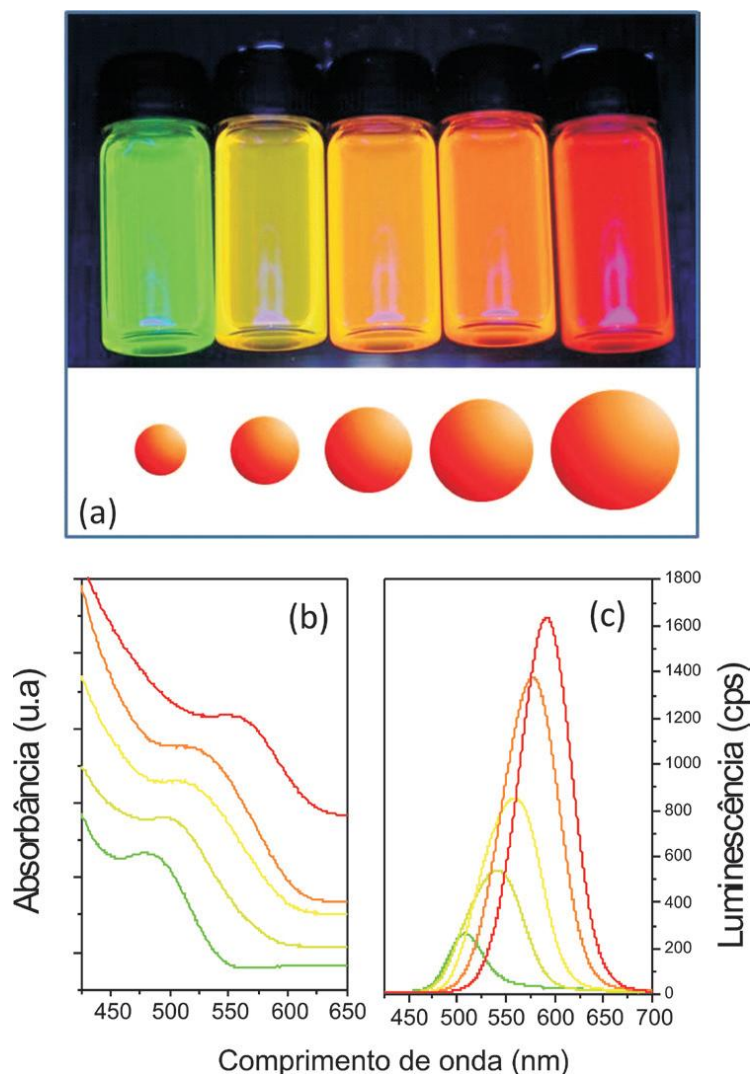 (a)
(b)
(c)
Absorbância (u.a)
450 500 550 600 650
450 500 550 600 650 700
0
200
400
600
800
1000
1200
1400
1600
1800
Luminescência (cps)
Comprimento de onda (nm)